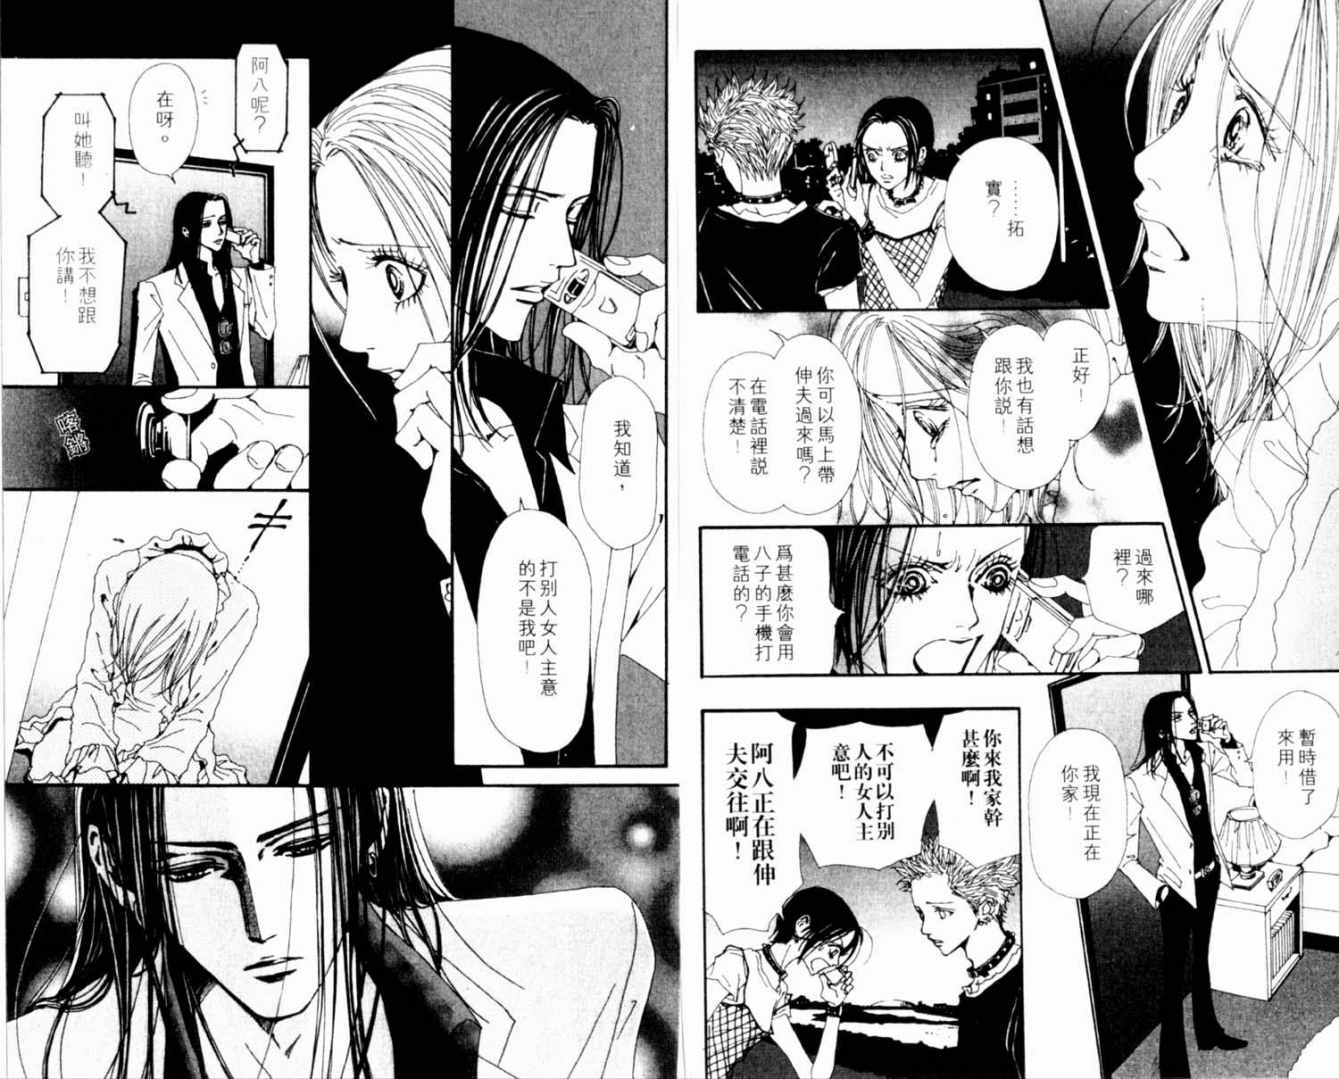 ……拓
實?
正好!
我也有話想
跟你說!
你可以馬上帶
伸夫過來嗎?
在電話裡說
不清楚!
過來哪
裡?
爲甚麼你會用
八子的手機打
電話的?
暫時借了
來用!
我現在正在
你家!
你來我家幹
甚麼啊!
不可以打別
人的女人主
意吧!
阿八正在跟伸
夫交往啊!
我知道,
打別人女人主意
的不是我吧!
阿八呢?
在呀。
叫她聽!
我不想跟
你講!
喀鏘